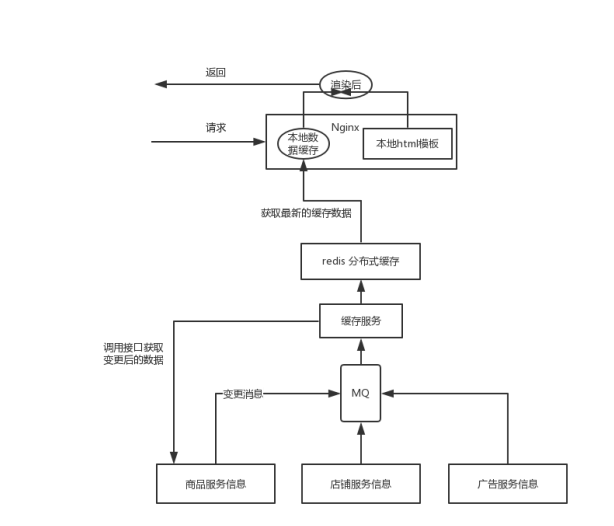 返回
渲染后
请求
Nginx
本地数
据缓存
本地html模板
获取最新的缓存数据
redis 分布式缓存
缓存服务
调用接口获取
变更后的数据
变更消息
MQ
商品服务信息
店铺服务信息
广告服务信息